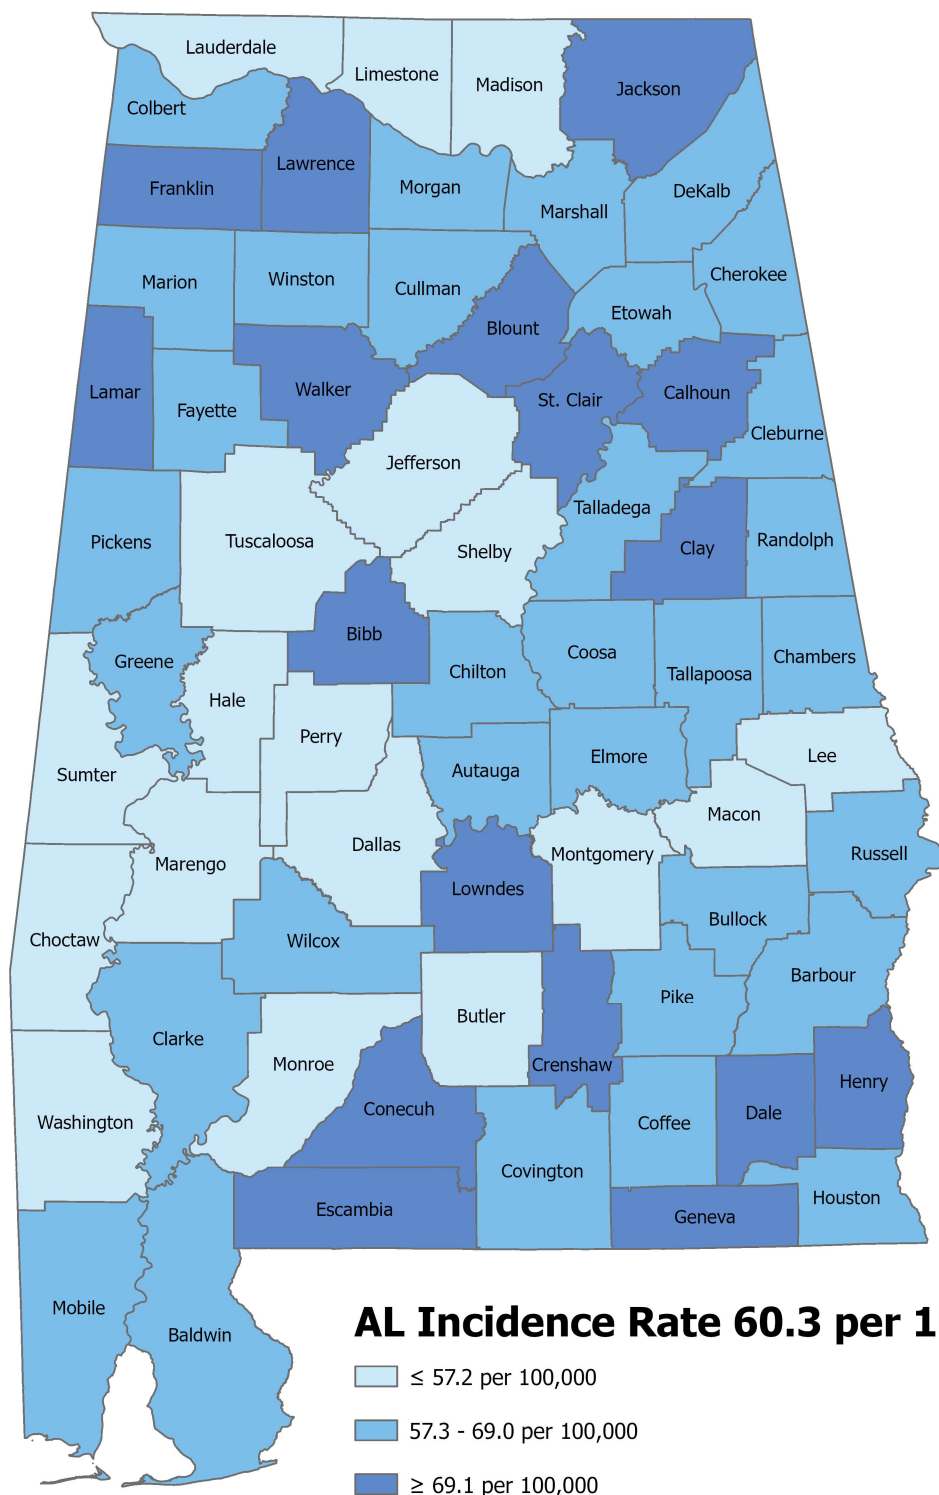 Lauderdale
Limestone
Madison
Jackson
Colbert
Lawrence
Franklin
Morgan
Marshall
DeKalb
Cherokee
Marion
Winston
Cullman
Blount
Etowah
Lamar
Fayette
Walker
St. Clair
Calhoun
Cleburne
Jefferson
Talladega
Pickens
Tuscaloosa
Shelby
Clay
Randolph
Greene
Bibb
Hale
Chilton
Coosa
Tallapoosa
Chambers
Perry
Sumter
Autauga
Elmore
Lee
Macon
Marengo
Dallas
Montgomery
Russell
Lowndes
Choctaw
Wilcox
Bullock
Barbour
Clarke
Butler
Pike
Monroe
Crenshaw
Henry
Washington
Conecuh
Coffee
Dale
Covington
Escambia
Geneva
Houston
Mobile
Baldwin
AL Incidence Rate 60.3 per 1
≤ 57.2 per 100,000
57.3 - 69.0 per 100,000
≥ 69.1 per 100,000